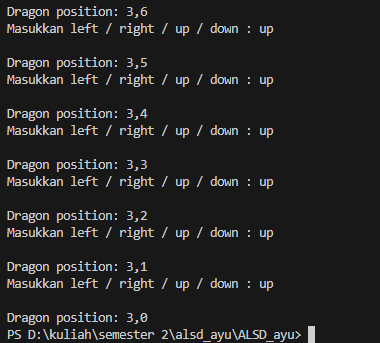 Dragon position: 3,6
Masukkan left / right / up / down : up
Dragon position: 3,5
Masukkan left / right / up / down : up
Dragon position: 3,4
Masukkan left / right / up / down : up
Dragon position: 3,3
Masukkan left / right / up / down : up
Dragon position: 3,2
Masukkan left / right / up / down : up
Dragon position: 3,1
Masukkan left / right / up / down : up
Dragon position: 3,0
PS D:\kuliah\semester 2\alsd_ayu\ALSD_ayu>